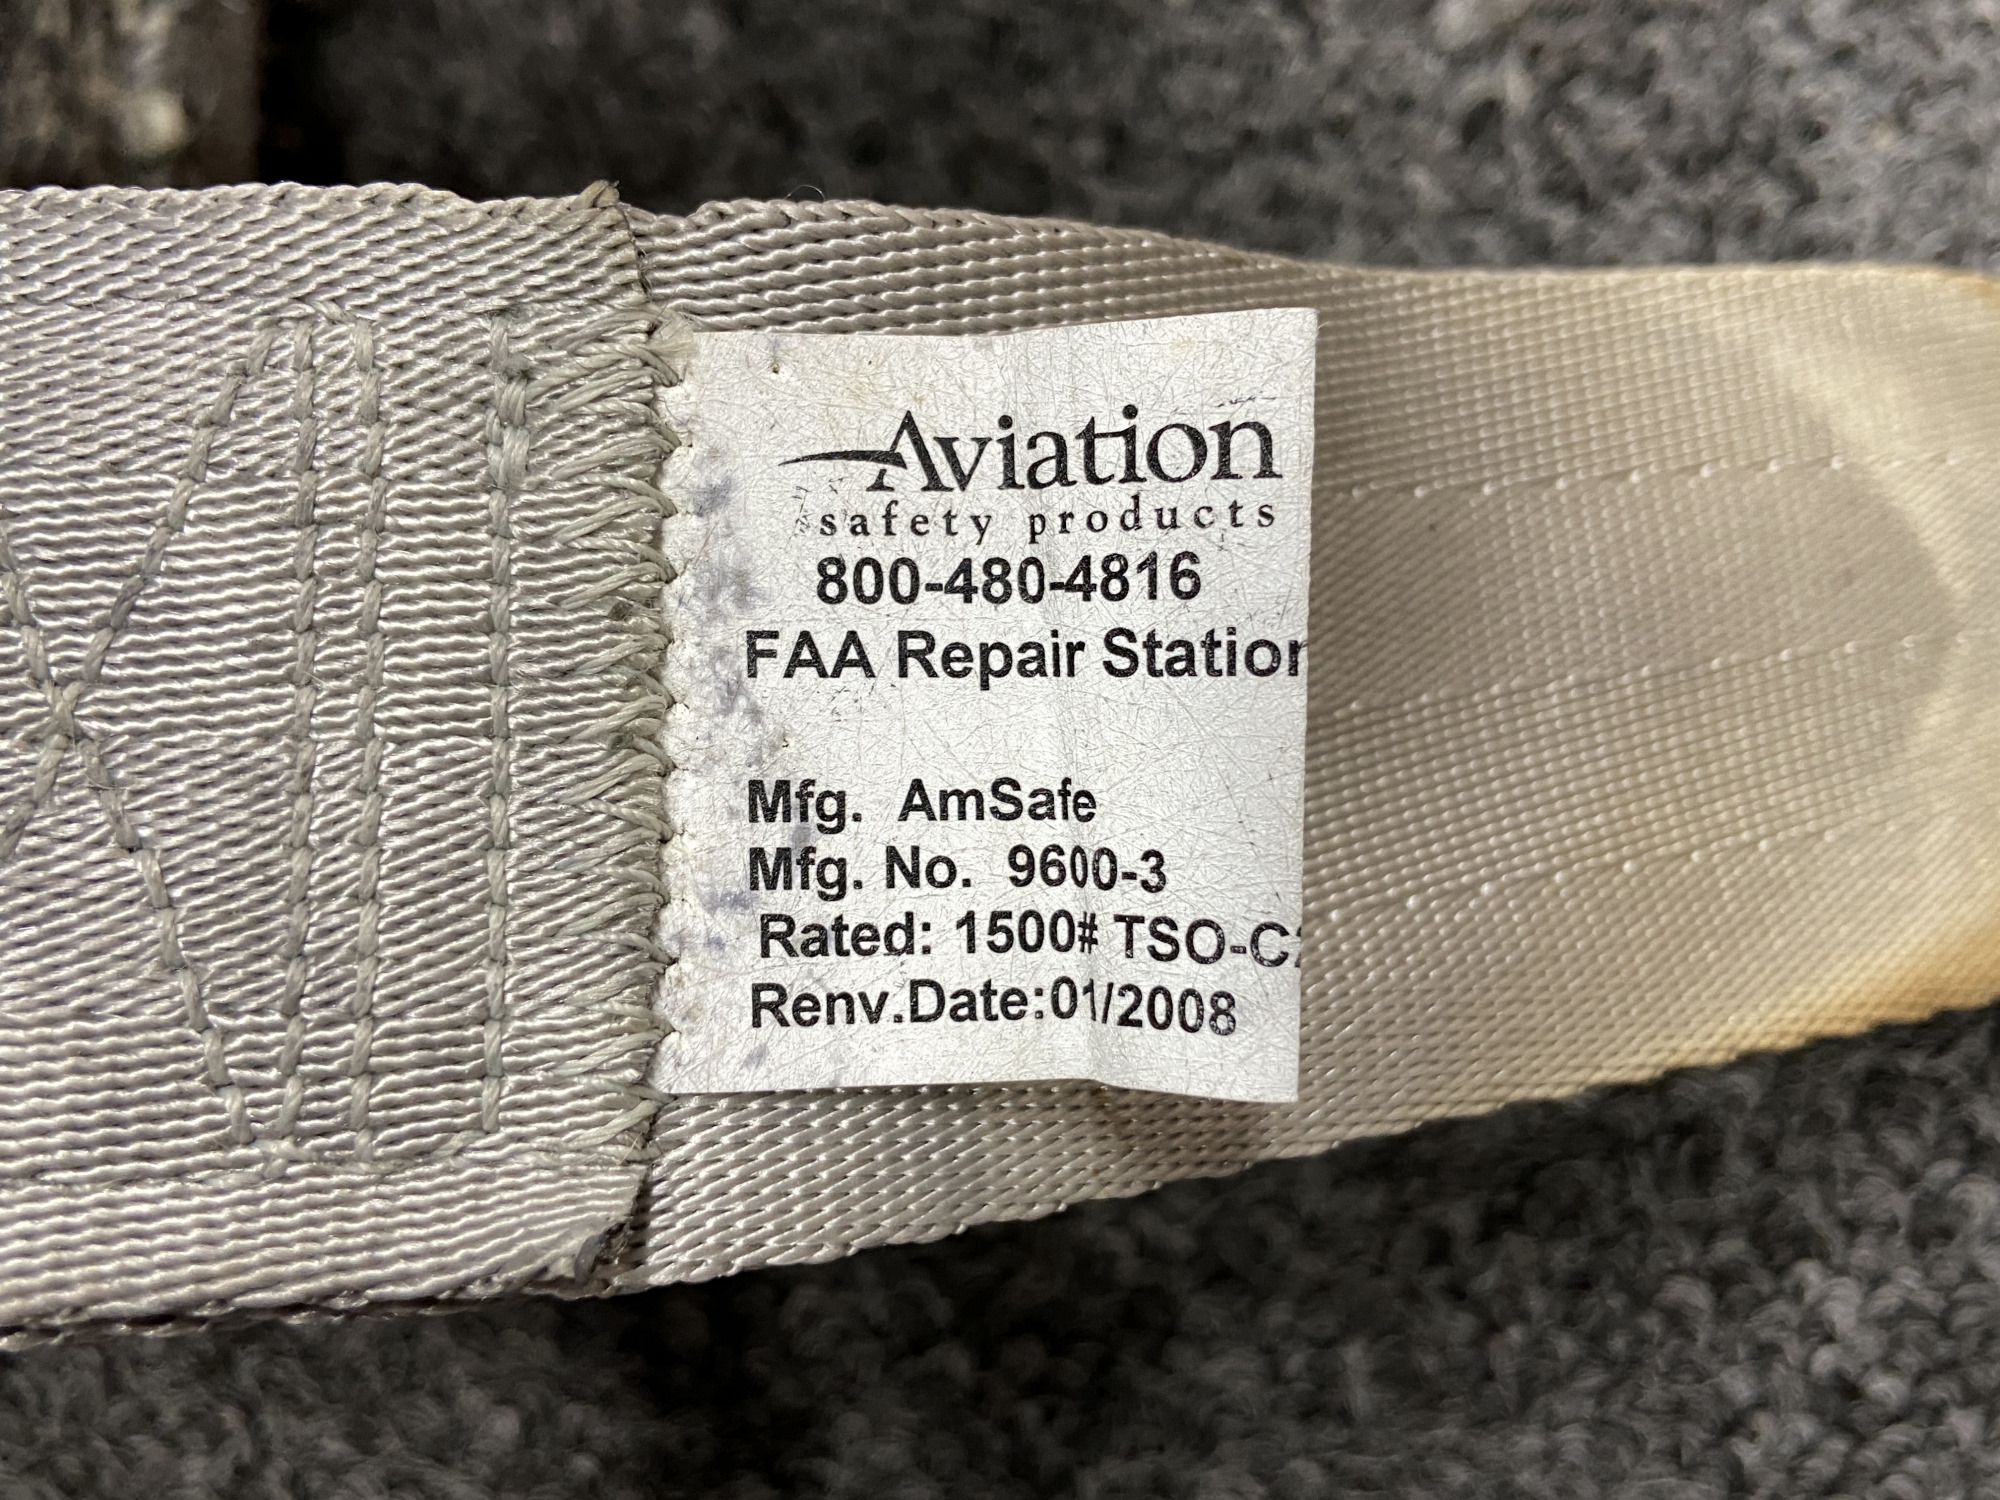 Aviation
safety products
800-480-4816
FAA Repair Station
Mfg. AmSafe
Mfg. No. 9600-3
Rated: 1500# TSO-C
Renv.Date:01/2008